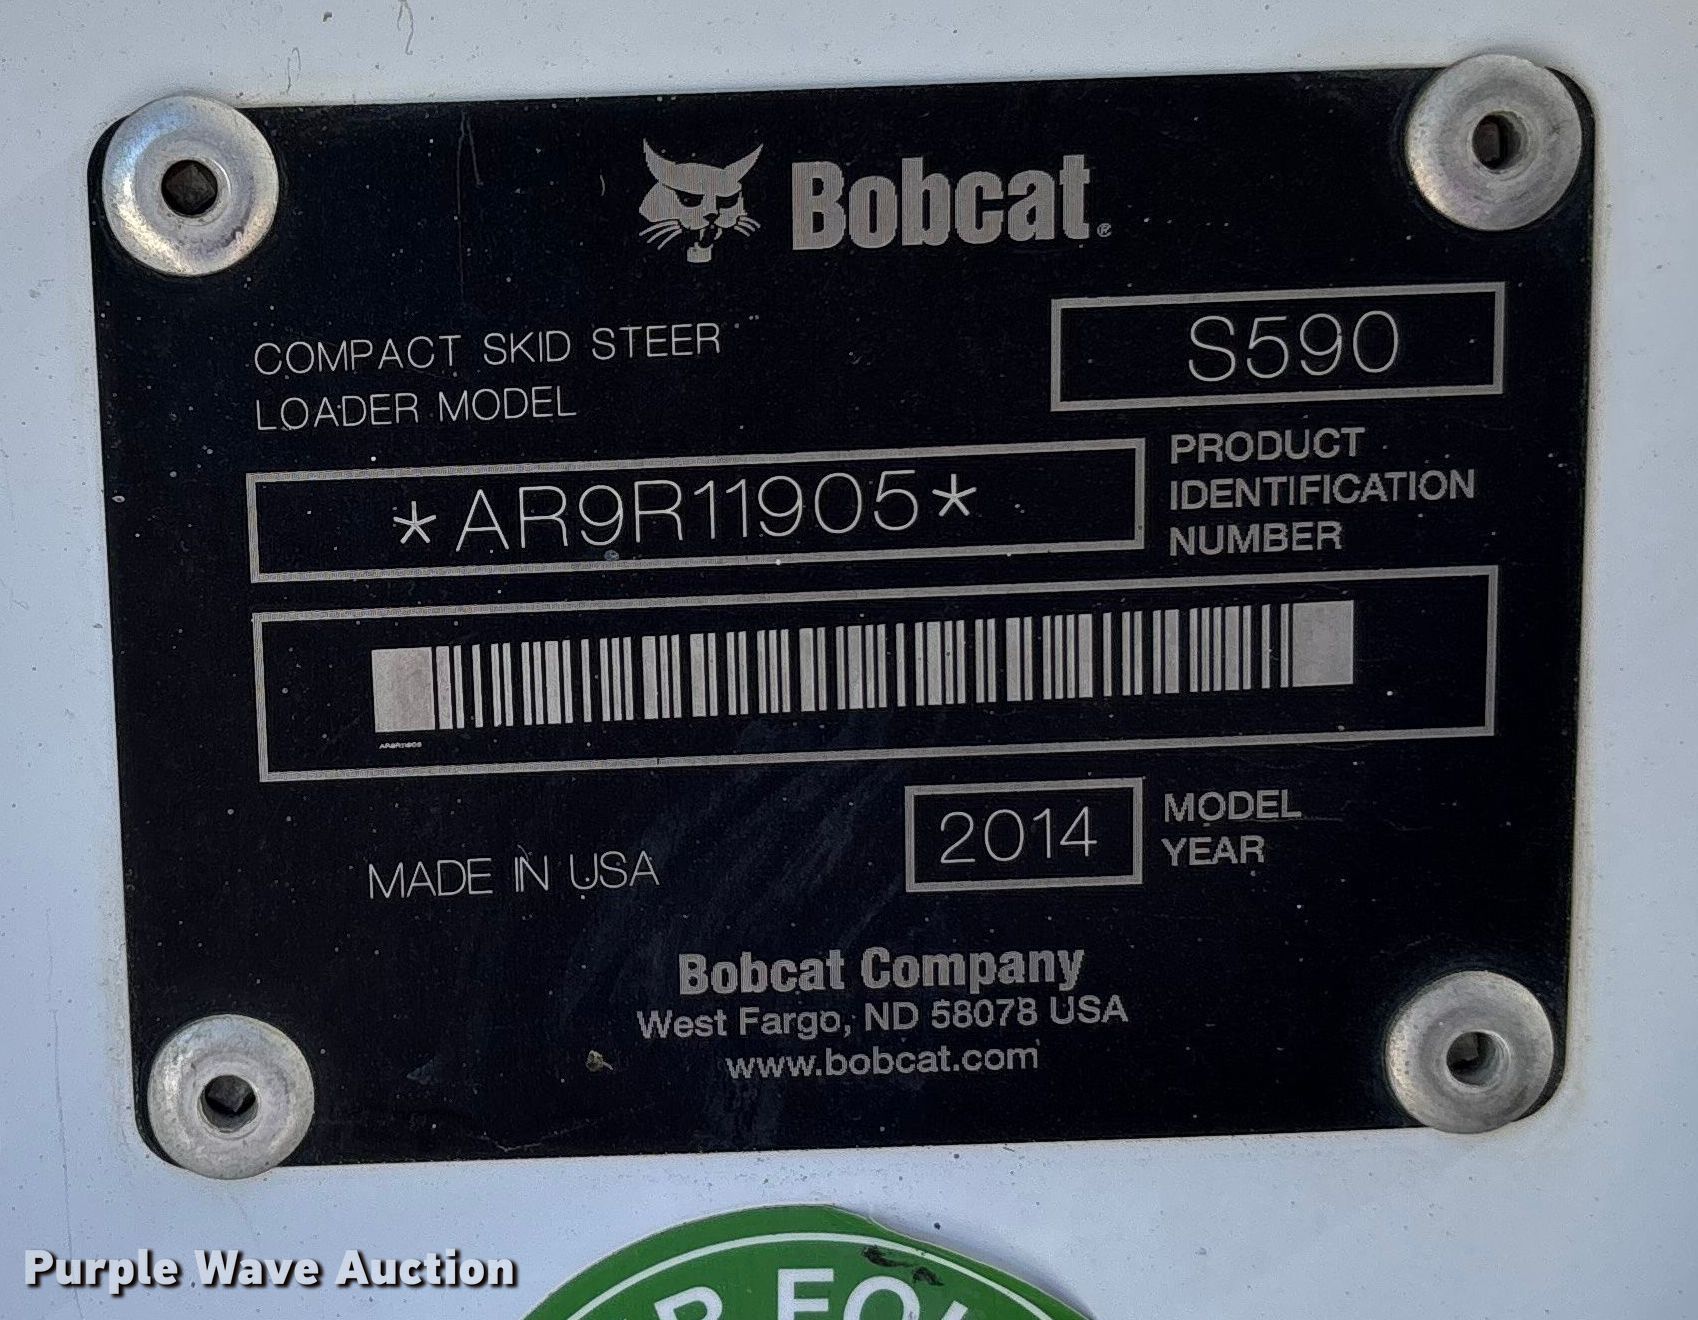 Bobcat®
COMPACT SKID STEER
LOADER MODEL
S590
*AR9R11905*
PRODUCT
IDENTIFICATION
NUMBER
AR9R11905
2014
MODEL
YEAR
MADE IN USA
Bobcat Company
West Fargo, ND 58078 USA
www.bobcat.com
Purple Wave Auction